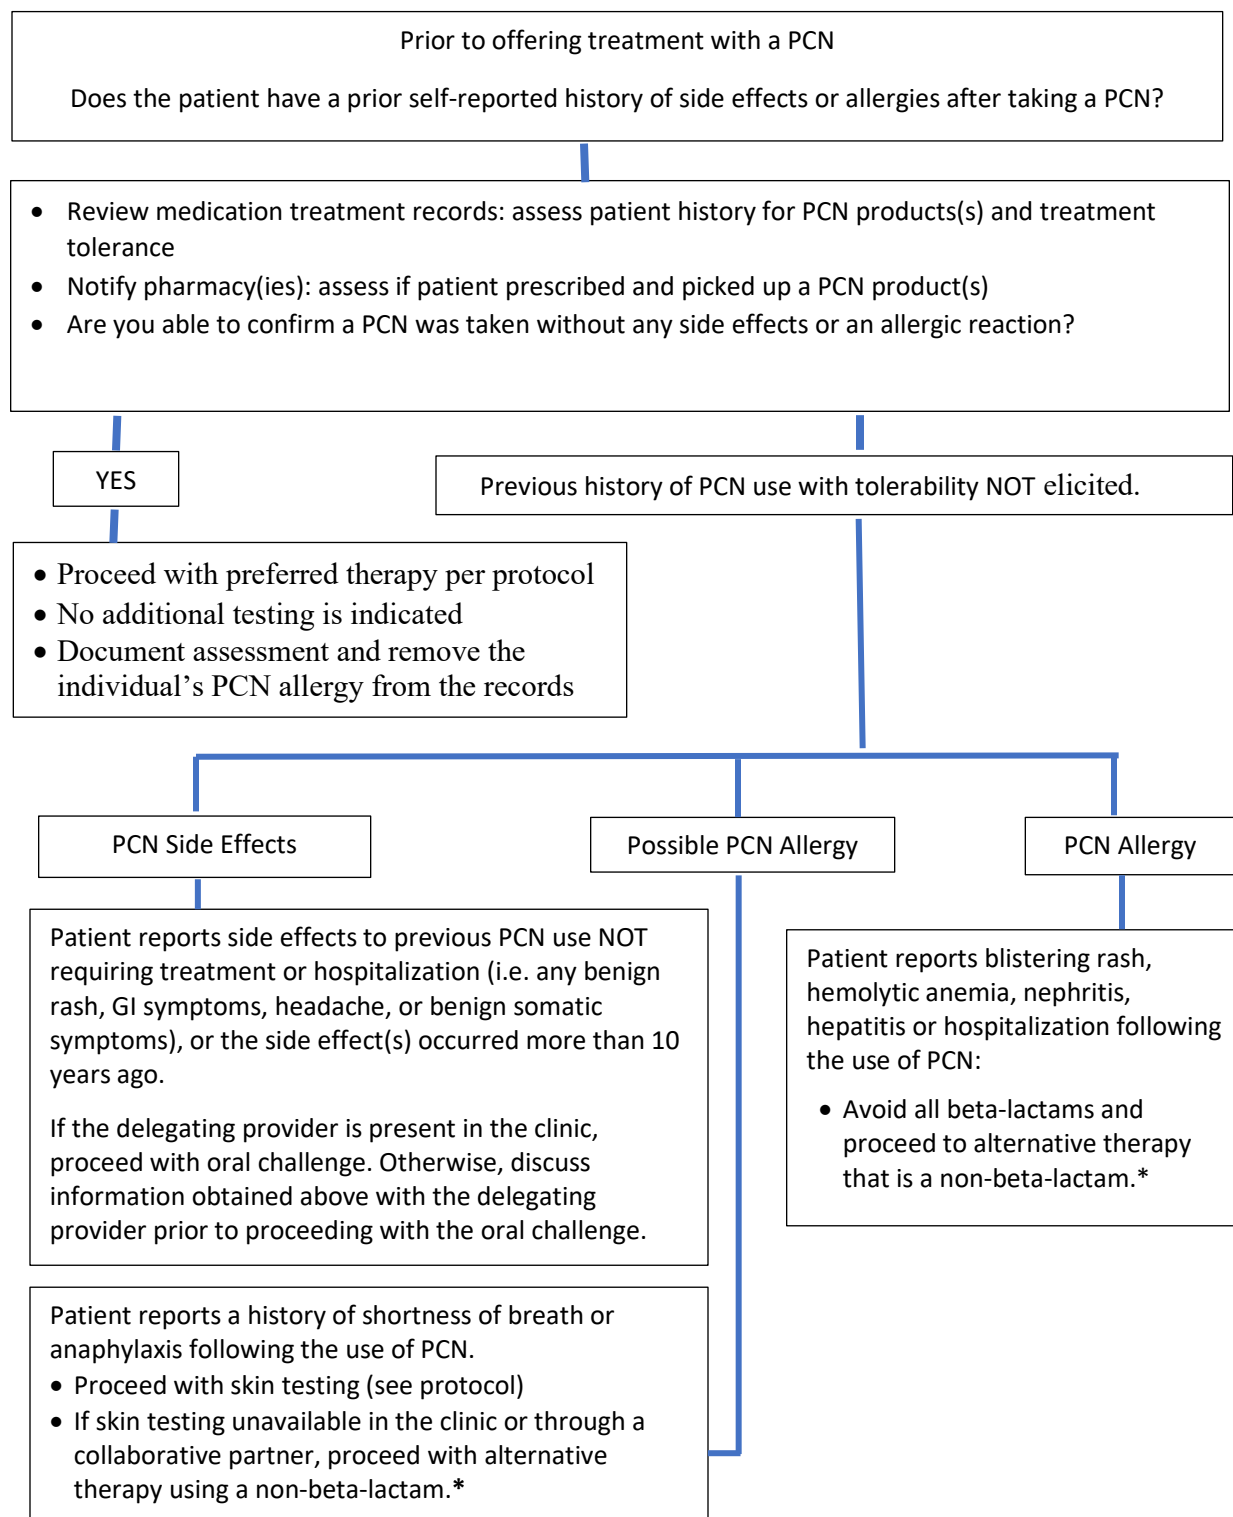 Prior to offering treatment with a PCN
Does the patient have a prior self-reported history of side effects or allergies after taking a PCN?
• Review medication treatment records: assess patient history for PCN products(s) and treatment
tolerance
• Notify pharmacy(ies): assess if patient prescribed and picked up a PCN product(s)
• Are you able to confirm a PCN was taken without any side effects or an allergic reaction?
YES
Previous history of PCN use with tolerability NOT elicited.
• Proceed with preferred therapy per protocol
• No additional testing is indicated
• Document assessment and remove the
individual’s PCN allergy from the records
PCN Side Effects
Possible PCN Allergy
PCN Allergy
Patient reports side effects to previous PCN use NOT
requiring treatment or hospitalization (i.e. any benign
rash, GI symptoms, headache, or benign somatic
symptoms), or the side effect(s) occurred more than 10
years ago.
If the delegating provider is present in the clinic,
proceed with oral challenge. Otherwise, discuss
information obtained above with the delegating
provider prior to proceeding with the oral challenge.
Patient reports blistering rash,
hemolytic anemia, nephritis,
hepatitis or hospitalization following
the use of PCN:
• Avoid all beta-lactams and
proceed to alternative therapy
that is a non-beta-lactam.*
Patient reports a history of shortness of breath or
anaphylaxis following the use of PCN.
• Proceed with skin testing (see protocol)
• If skin testing unavailable in the clinic or through a
collaborative partner, proceed with alternative
therapy using a non-beta-lactam.*